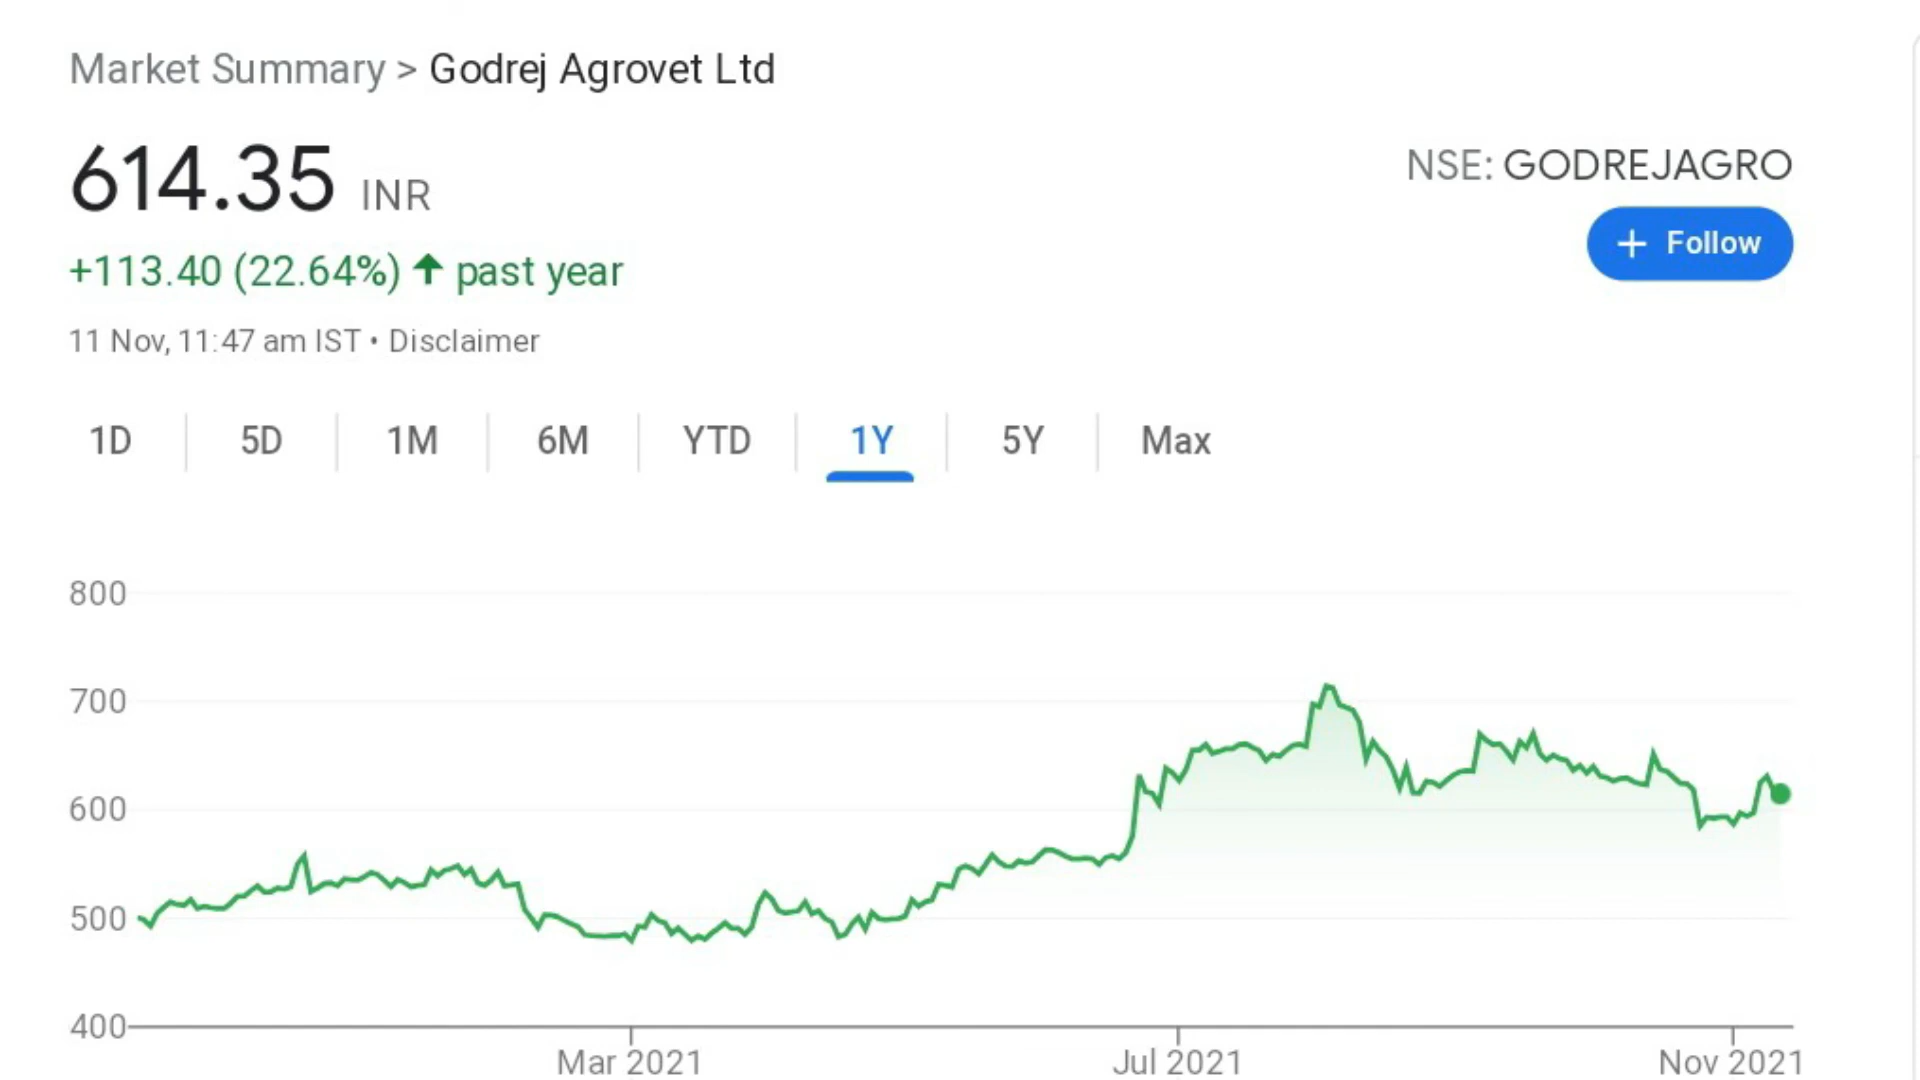 Market Summary > Godrej Agrovet Ltd
614.35 INR
NSE: GODREJAGRO
+ Follow
+113.40 (22.64%) ↑ past year
11 Nov, 11:47 am IST • Disclaimer
1D 5D 1M 6M YTD 1Y 5Y Max
800
700
600
500
400
Mar 2021 Jul 2021 Nov 2021